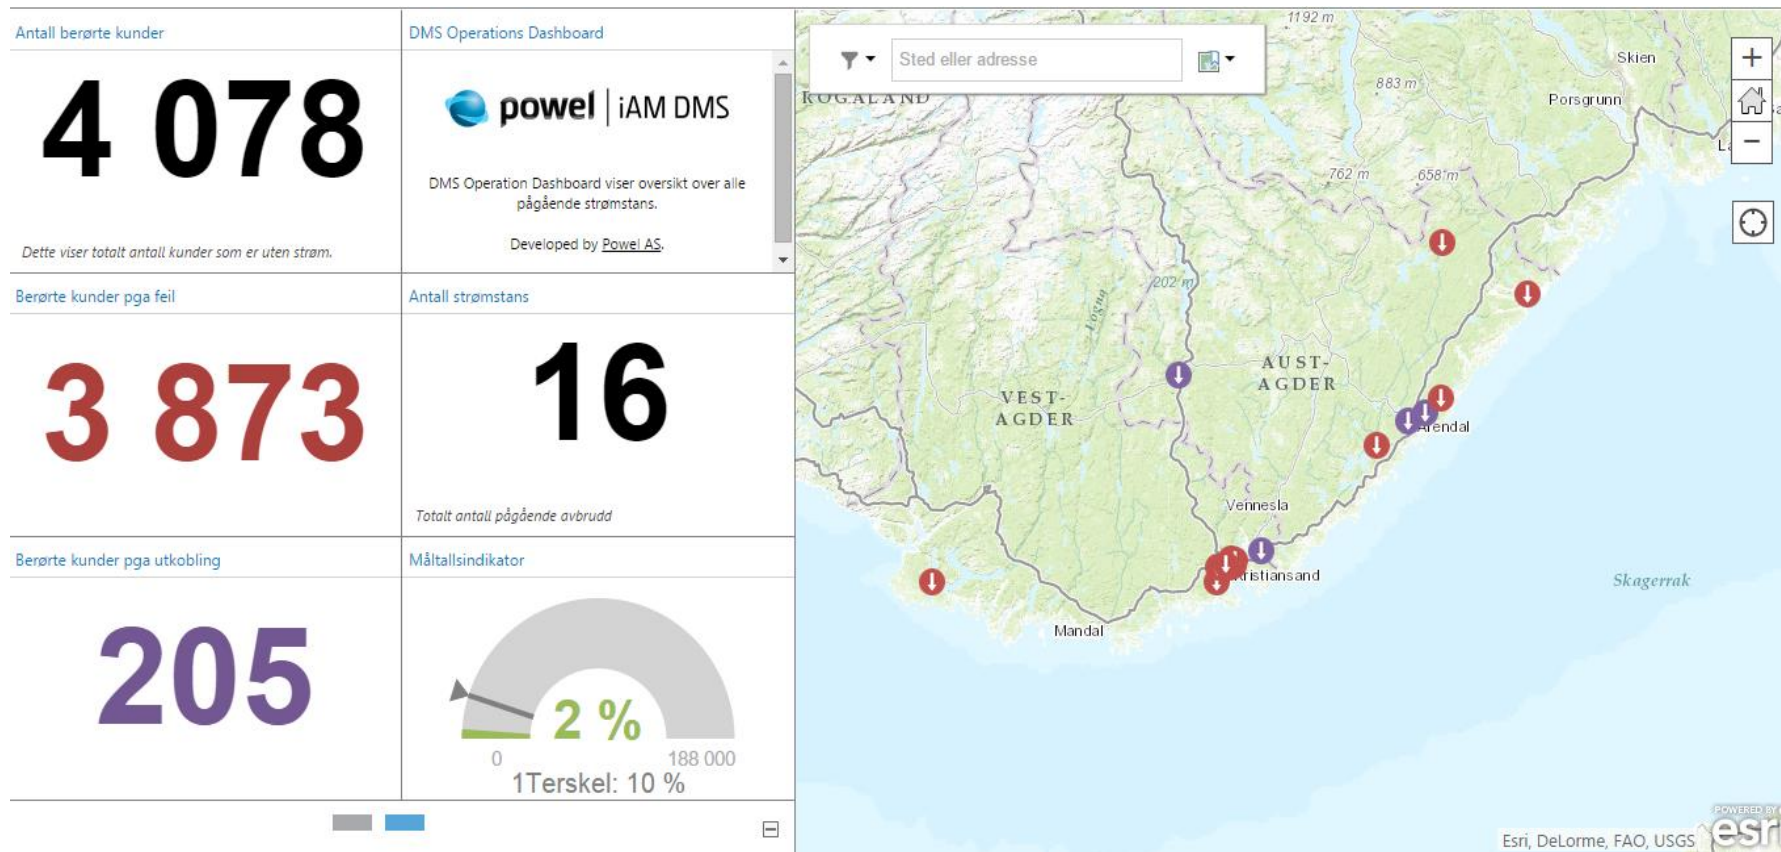 Antall berørte kunder
4 078
Dette viser totalt antall kunder som er uten strøm.
DMS Operations Dashboard
powel | iAM DMS
DMS Operation Dashboard viser oversikt over alle
pågående strømstans.
Developed by Powel AS.
Berørte kunder pga feil
3 873
Antall strømstans
16
Totalt antall pågående avbrudd
Berørte kunder pga utkobling
205
Måltallsindikator
2 %
0
188 000
1Terskel: 10 %
Sted eller adresse
1192 m
Skien
883 m
ROGALAND
Porsgrunn
762 m
658 m
202 m
AUST-
AGDER
VEST-
AGDER
Arendal
Vennesla
Kristiansand
Skagerrak
Mandal
POWERED BY
esri
Esri, DeLorme, FAO, USGS